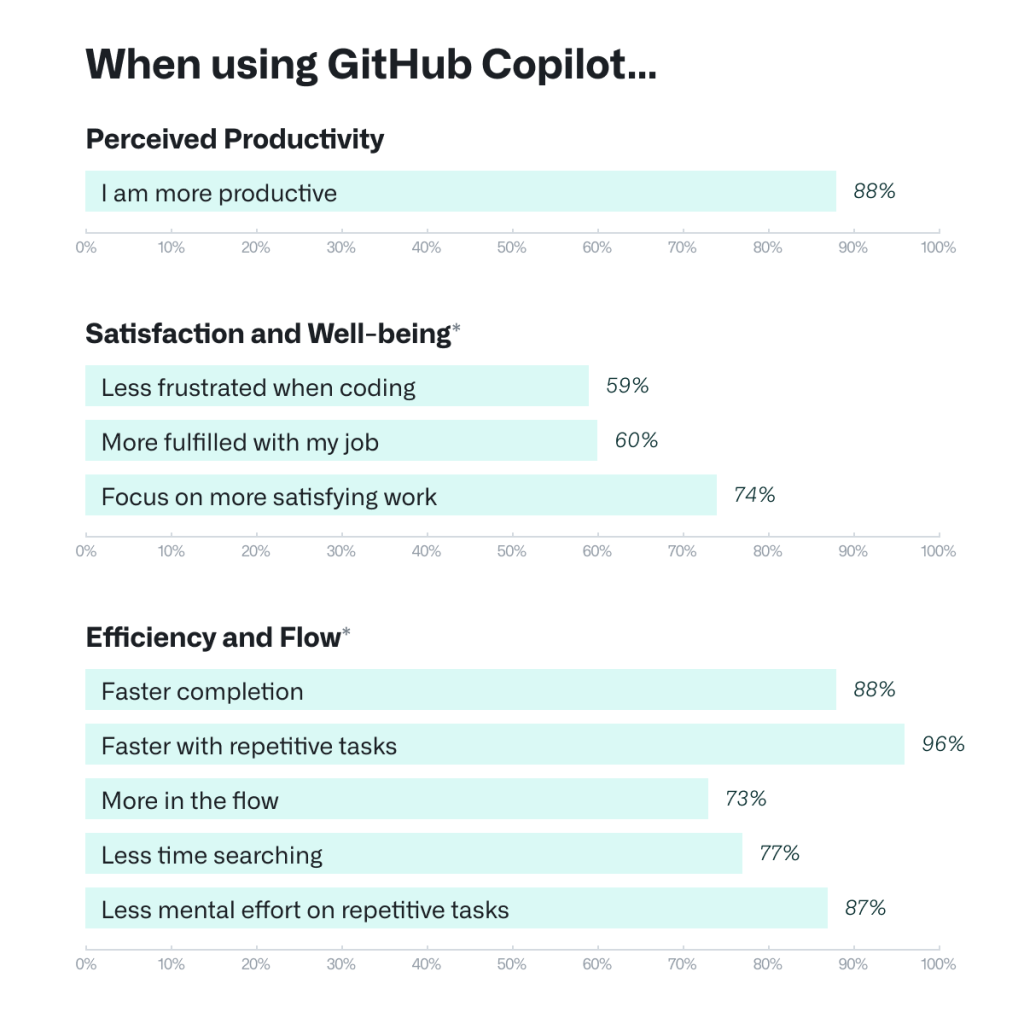 When using GitHub Copilot...
Perceived Productivity
I am more productive 88%
0% 10% 20% 30% 40% 50% 60% 70% 80% 90% 100%
Satisfaction and Well-being*
Less frustrated when coding 59%
More fulfilled with my job 60%
Focus on more satisfying work 74%
0% 10% 20% 30% 40% 50% 60% 70% 80% 90% 100%
Efficiency and Flow*
Faster completion 88%
Faster with repetitive tasks 96%
More in the flow 73%
Less time searching 77%
Less mental effort on repetitive tasks 87%
0% 10% 20% 30% 40% 50% 60% 70% 80% 90% 100%